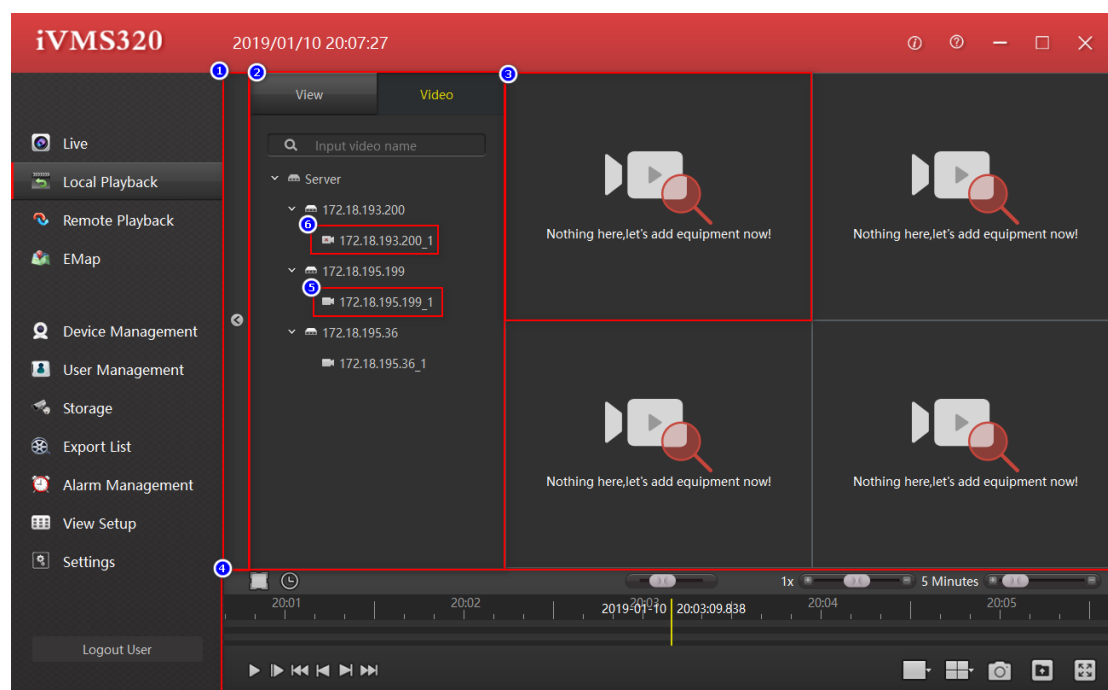 iVMS320
2019/01/10 20:07:27
1
2
3
View
Video
Input video name
Live
Local Playback
Remote Playback
EMap
Device Management
User Management
Storage
Export List
Alarm Management
View Setup
Settings
Logout User
Server
172.18.193.200
6
172.18.193.200_1
172.18.195.199
5
172.18.195.199_1
172.18.195.36
172.18.195.36_1
Nothing here,let's add equipment now!
Nothing here,let's add equipment now!
Nothing here,let's add equipment now!
Nothing here,let's add equipment now!
4
1x
5 Minutes
20:01
20:02
20:03
20:04
20:05
2019-01-10 20:03:09.838